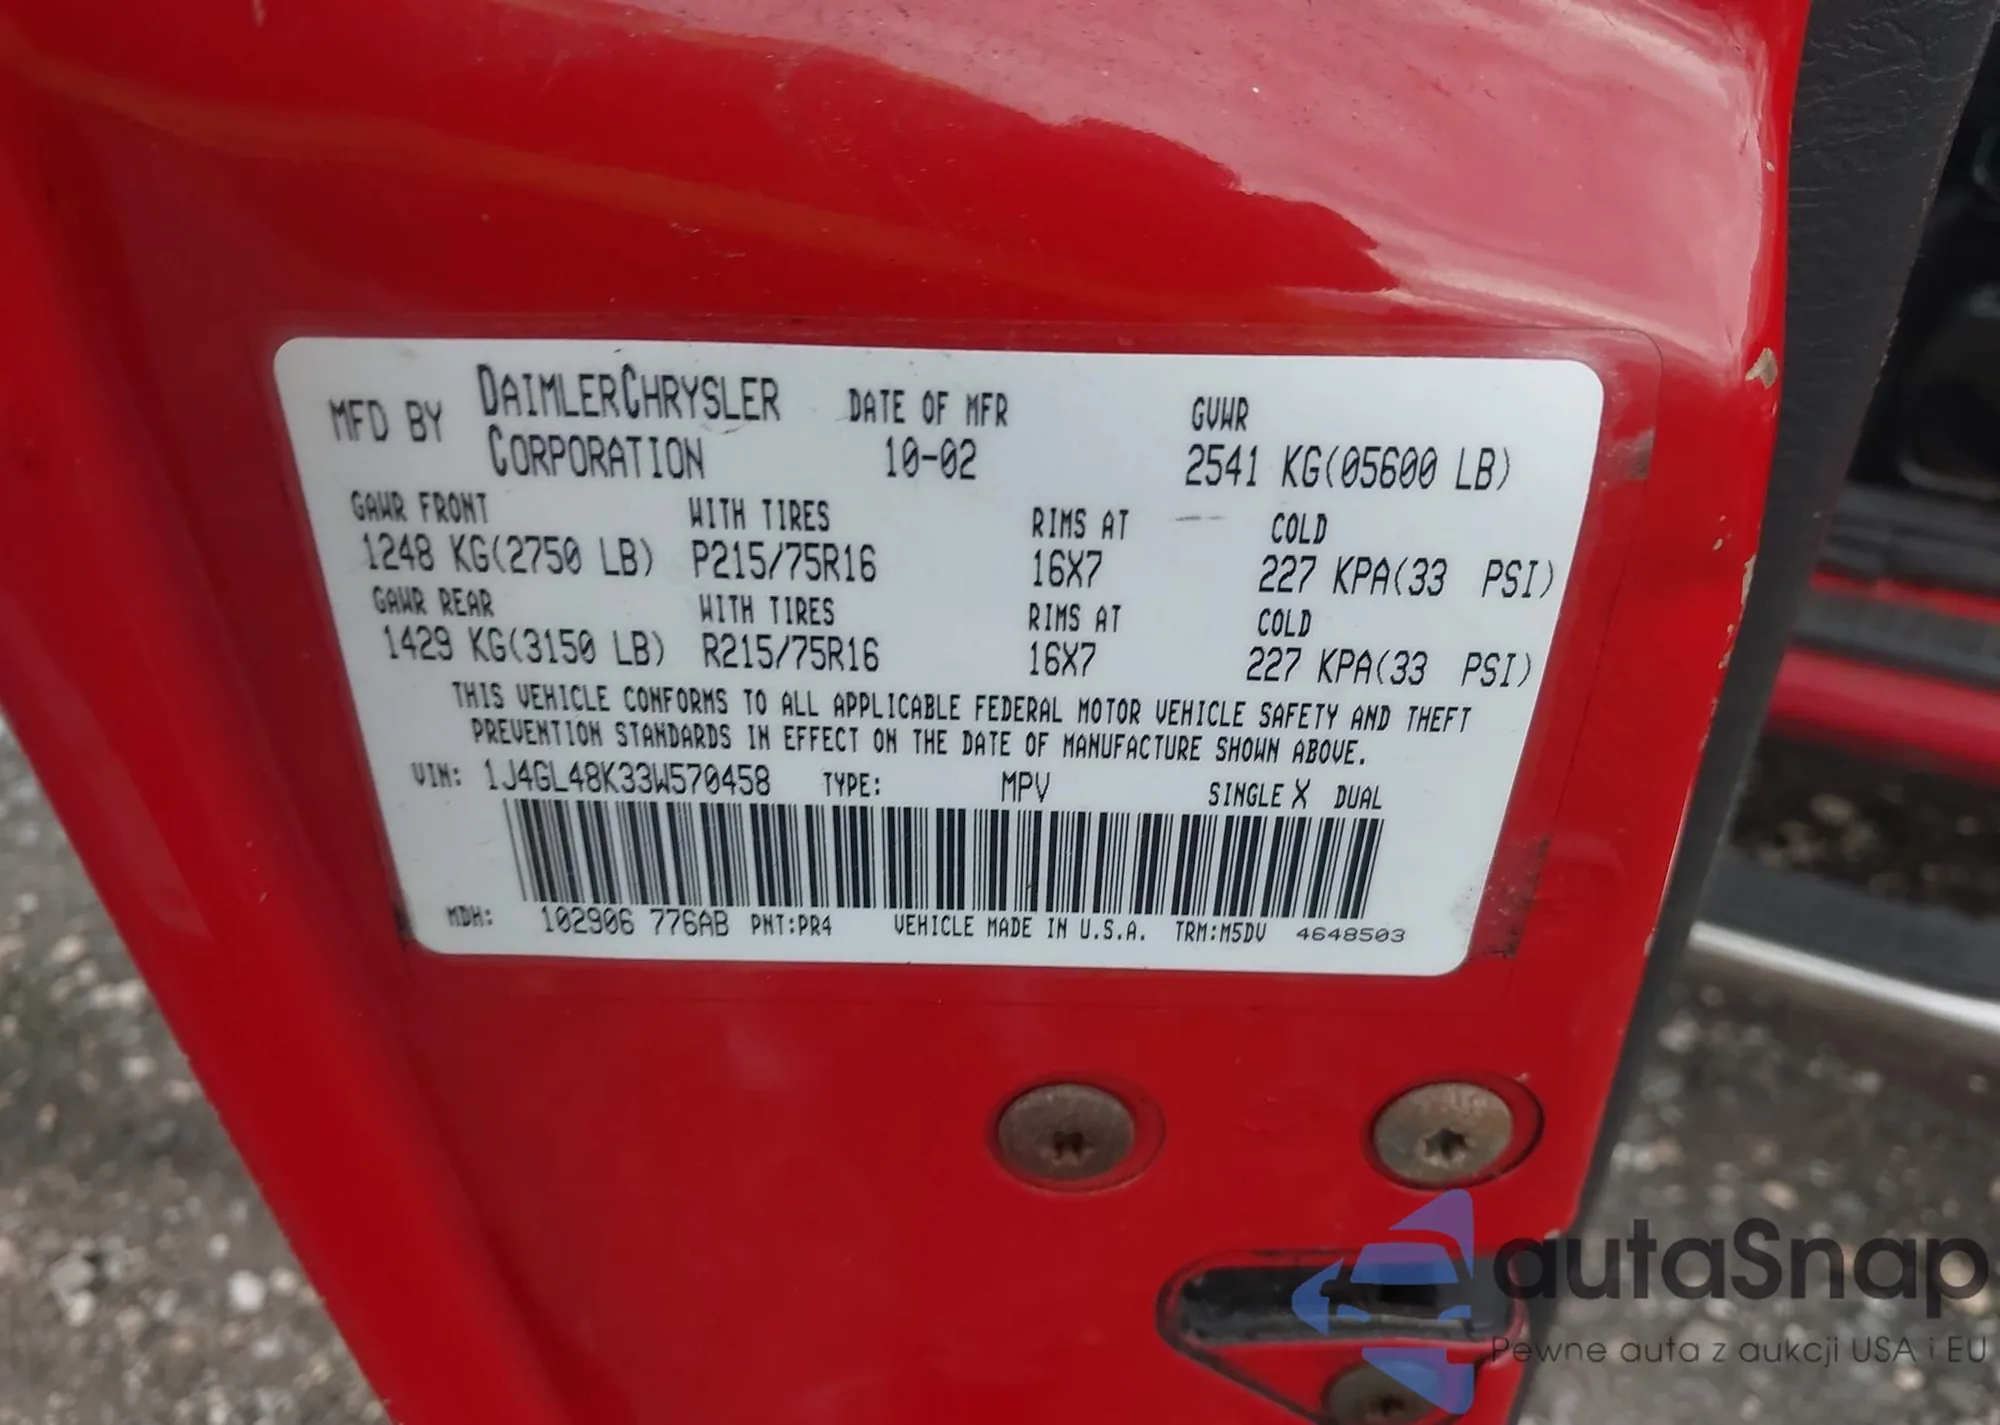 MFD BY DAIMLERCHRYSLER CORPORATION DATE OF MFR 10-02 GVWR 2541 KG(05600 LB)
GAWR FRONT WITH TIRES RIMS AT COLD
1248 KG(2750 LB) P215/75R16 16X7 227 KPA(33 PSI)
GAWR REAR WITH TIRES RIMS AT COLD
1429 KG(3150 LB) R215/75R16 16X7 227 KPA(33 PSI)
THIS VEHICLE CONFORMS TO ALL APPLICABLE FEDERAL MOTOR VEHICLE SAFETY AND THEFT
PREVENTION STANDARDS IN EFFECT ON THE DATE OF MANUFACTURE SHOWN ABOVE.
VIN: 1J4GL48K33W570458 TYPE: MPV SINGLE X DUAL
MDH: 102906 776AB PNT:PR4 VEHICLE MADE IN U.S.A. TRM:M5DV 4648503
autaSnap
Pewne auta z aukcji USA i EU